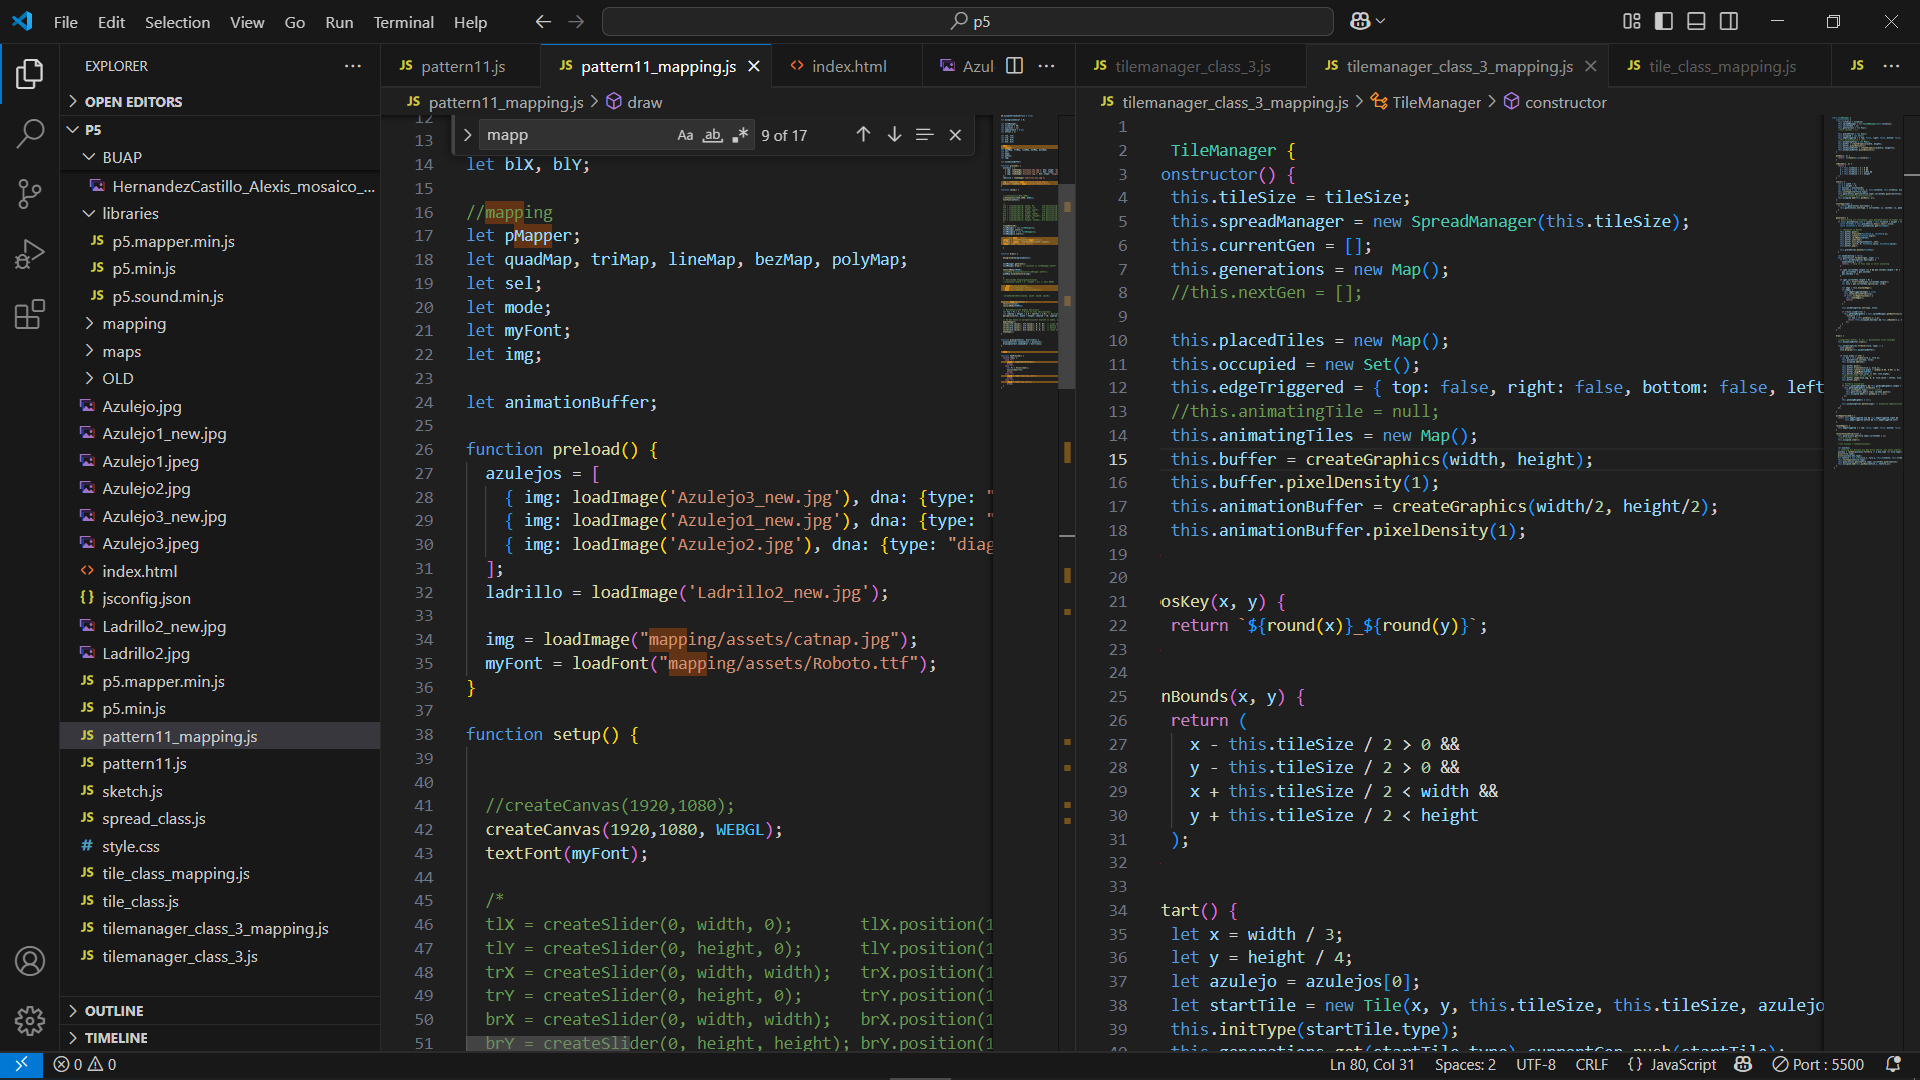 File Edit Selection View Go Run Terminal Help
p5
EXPLORER
OPEN EDITORS
P5
BUAP
HernandezCastillo_Alexis_mosaico_...
libraries
JS p5.mapper.min.js
JS p5.min.js
JS p5.sound.min.js
mapping
maps
OLD
Azulejo.jpg
Azulejo1_new.jpg
Azulejo1.jpeg
Azulejo2.jpg
Azulejo3_new.jpg
Azulejo3.jpeg
<> index.html
{} jsconfig.json
Ladrillo2_new.jpg
Ladrillo2.jpg
JS p5.mapper.min.js
JS p5.min.js
JS pattern11_mapping.js
JS pattern11.js
JS sketch.js
JS spread_class.js
# style.css
JS tile_class_mapping.js
JS tile_class.js
JS tilemanager_class_3_mapping.js
JS tilemanager_class_3.js
OUTLINE
TIMELINE
JS pattern11.js
JS pattern11_mapping.js
<> index.html
Azul
JS pattern11_mapping.js > draw
mapp
Aa ab .*
9 of 17
12
13
14 let blX, blY;
15
16 //mapping
17 let pMapper;
18 let quadMap, triMap, lineMap, bezMap, polyMap;
19 let sel;
20 let mode;
21 let myFont;
22 let img;
23
24 let animationBuffer;
25
26 function preload() {
27 azulejos = [
28 { img: loadImage('Azulejo3_new.jpg'), dna: {type: "
29 { img: loadImage('Azulejo1_new.jpg'), dna: {type: "
30 { img: loadImage('Azulejo2.jpg'), dna: {type: "diag
31 ];
32 ladrillo = loadImage('Ladrillo2_new.jpg');
33
34 img = loadImage("mapping/assets/catnap.jpg");
35 myFont = loadFont("mapping/assets/Roboto.ttf");
36 }
37
38 function setup() {
39
40
41 //createCanvas(1920,1080);
42 createCanvas(1920,1080, WEBGL);
43 textFont(myFont);
44
45 /*
46 tlX = createSlider(0, width, 0); tlX.position(1
47 tlY = createSlider(0, height, 0); tlY.position(1
48 trX = createSlider(0, width, width); trX.position(1
49 trY = createSlider(0, height, 0); trY.position(1
50 brX = createSlider(0, width, width); brX.position(1
51 brY = createSlider(0, height, height); brY.position(1
JS tilemanager_class_3.js
JS tilemanager_class_3_mapping.js
JS tile_class_mapping.js
JS
JS tilemanager_class_3_mapping.js > TileManager > constructor
1
2 TileManager {
3 onstructor() {
4 this.tileSize = tileSize;
5 this.spreadManager = new SpreadManager(this.tileSize);
6 this.currentGen = [];
7 this.generations = new Map();
8 //this.nextGen = [];
9
10 this.placedTiles = new Map();
11 this.occupied = new Set();
12 this.edgeTriggered = { top: false, right: false, bottom: false, left
13 //this.animatingTile = null;
14 this.animatingTiles = new Map();
15 this.buffer = createGraphics(width, height);
16 this.buffer.pixelDensity(1);
17 this.animationBuffer = createGraphics(width/2, height/2);
18 this.animationBuffer.pixelDensity(1);
19
20
21 osKey(x, y) {
22 return `${round(x)}_${round(y)}`;
23
24
25 nBounds(x, y) {
26 return (
27 x - this.tileSize / 2 > 0 &&
28 y - this.tileSize / 2 > 0 &&
29 x + this.tileSize / 2 < width &&
30 y + this.tileSize / 2 < height
31 );
32
33
34 tart() {
35 let x = width / 3;
36 let y = height / 4;
37 let azulejo = azulejos[0];
38 let startTile = new Tile(x, y, this.tileSize, this.tileSize, azulejo
39 this.initType(startTile.type);
40 this.generations.get(startTile.type).currentGen.push(startTile);
0 0
Ln 80, Col 31 Spaces: 2 UTF-8 CRLF {} JavaScript Port : 5500